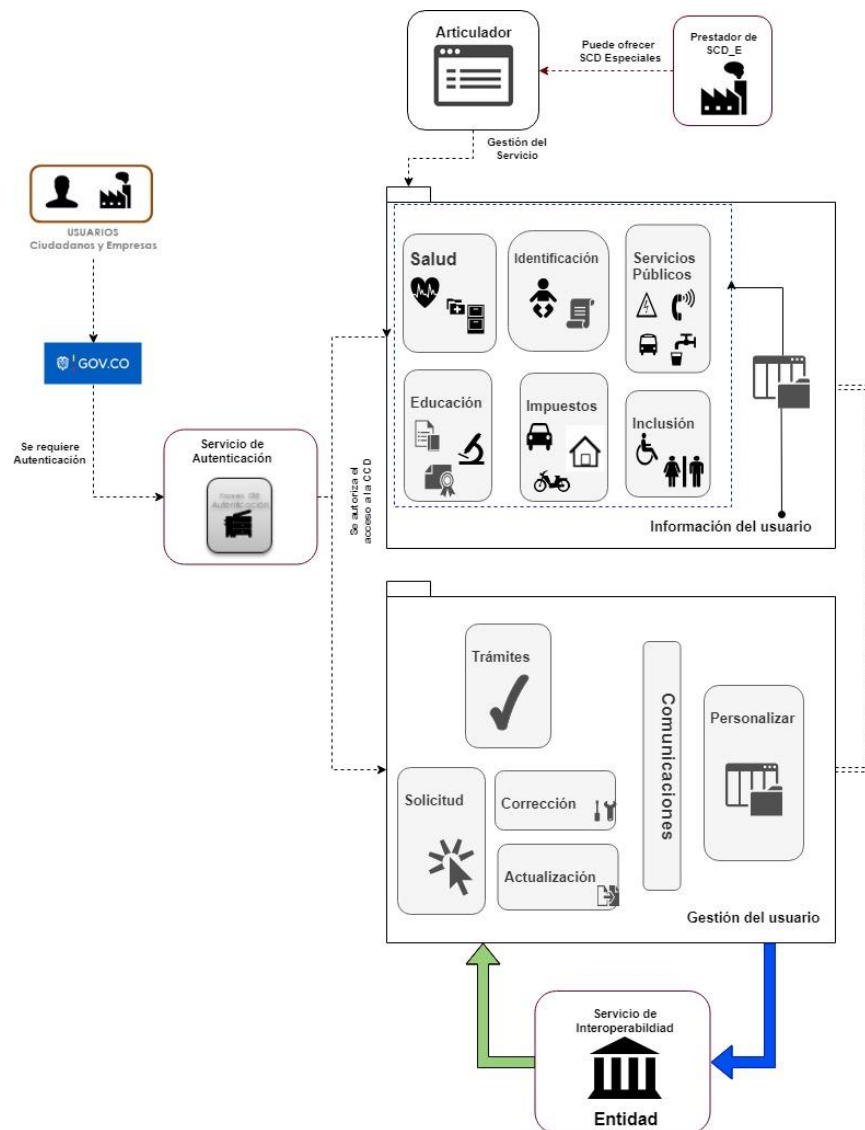 Articulador
Puede ofrecer
SCD Especiales
Prestador de
SCD_E
Gestión del
Servicio
USUARIOS
Ciudadanos y Empresas
GOV.CO
Se requiere
Autenticación
Servicio de
Autenticación
Autenticación
Se autoriza el
acceso a la CCD
Salud
Identificación
Servicios
Públicos
Educación
Impuestos
Inclusión
Información del usuario
Trámites
Solicitud
Corrección
Actualización
Comunicaciones
Personalizar
Gestión del usuario
Servicio de
Interoperabildiad
Entidad